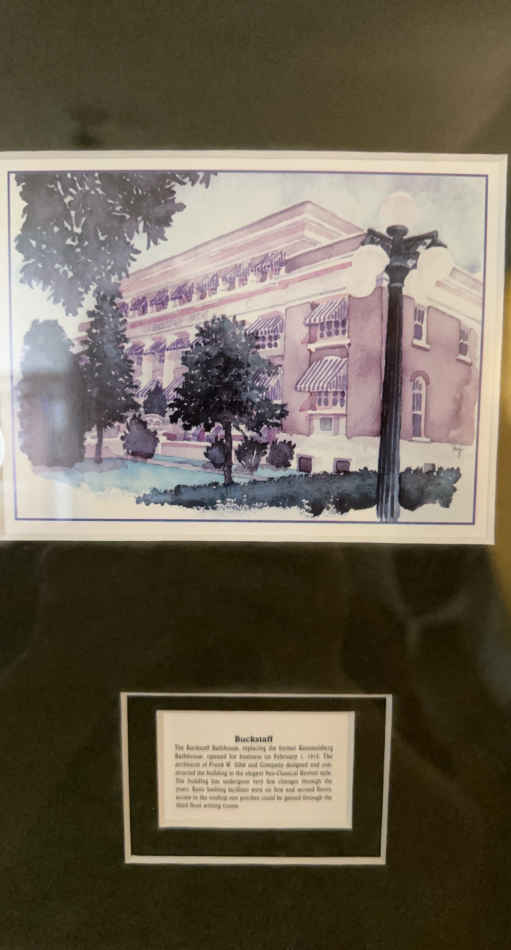 Buckstaff
The Buckstaff Bathhouse, replacing the former Rammelsberg
Bathhouse, opened for business on February 1, 1912. The
architects of Frank W. Gibb and Company designed and con-
structed the building in the elegant Neo-Classical Revival style.
The building has undergone very few changes through the
years. Basic bathing facilities were on first and second floors;
access to the rooftop sun porches could be gained through the
third floor writing rooms.